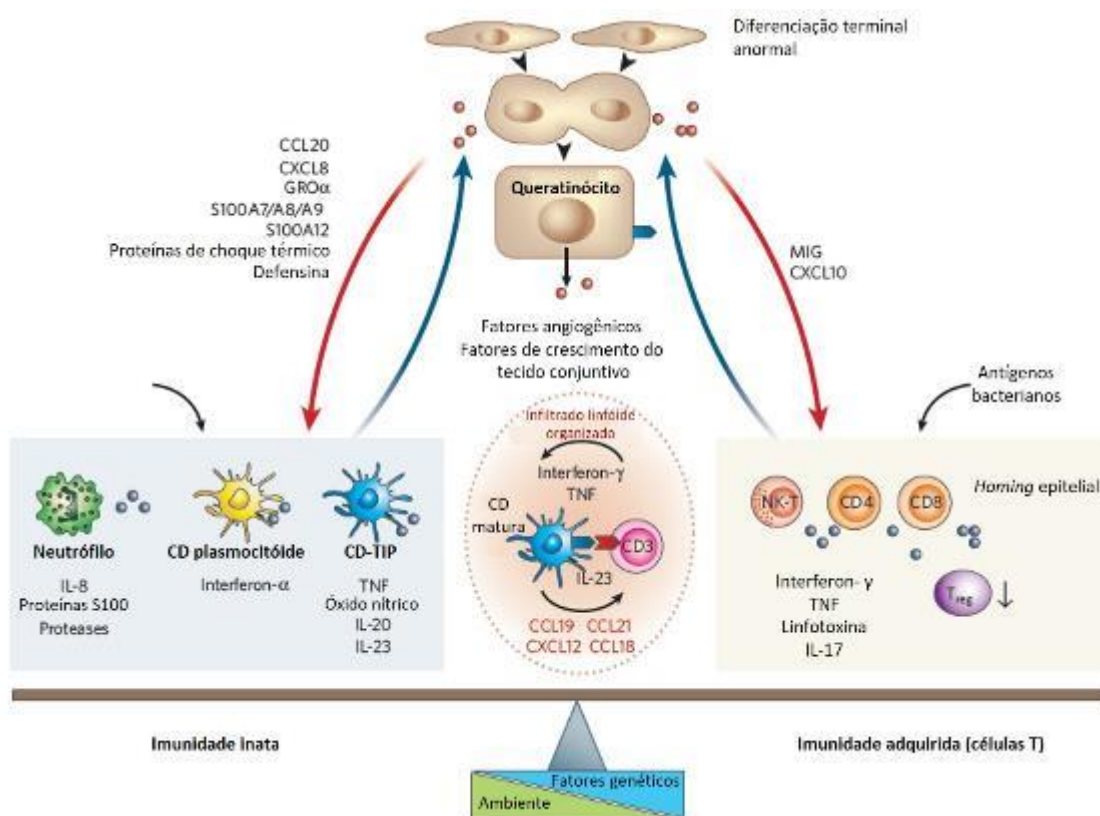 Diferenciação terminal
anormal
CCL20
CXCL8
GROα
S100A7/A8/A9
S100A12
Proteínas de choque térmico
Defensina
Queratinócito
MIG
CXCL10
Fatores angiogênicos
Fatores de crescimento do
tecido conjuntivo
Antígenos
bacterianos
Neutrófilo
IL-8
Proteínas S100
Proteases
CD plasmocitóide
Interferon-α
CD-TIP
TNF
Óxido nítrico
IL-20
IL-23
Infiltrado linfóide
organizado
Interferon-γ
TNF
CD
matura
CD3
IL-23
CCL19 CCL21
CXCL12 CCL18
NK-T
CD4
CD8
Homing epitelial
Interferon- γ
TNF
Linfotoxina
IL-17
Treg ↓
Imunidade inata
Imunidade adquirida (células T)
Fatores genéticos
Ambiente